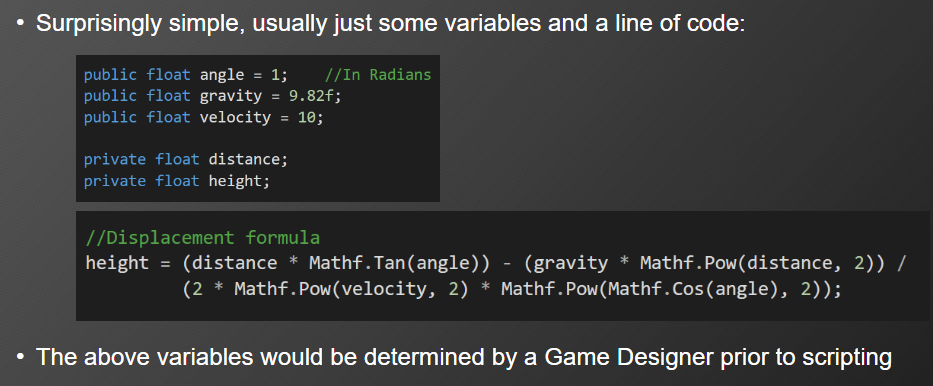 • Surprisingly simple, usually just some variables and a line of code:
public float angle = 1;    //In Radians
public float gravity = 9.82f;
public float velocity = 10;
private float distance;
private float height;
//Displacement formula
height = (distance * Mathf.Tan(angle)) - (gravity * Mathf.Pow(distance, 2)) /
(2 * Mathf.Pow(velocity, 2) * Mathf.Pow(Mathf.Cos(angle), 2));
• The above variables would be determined by a Game Designer prior to scripting